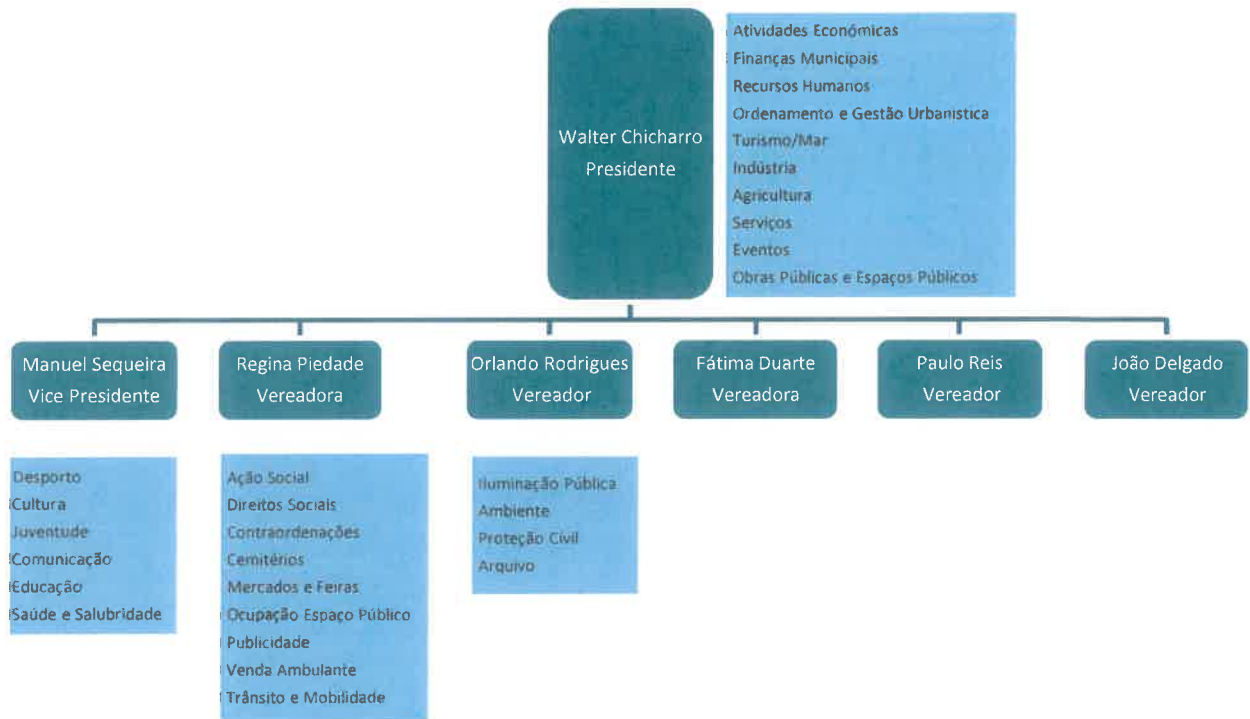 Walter Chicharro
Presidente
Atividades Económicas
Finanças Municipais
Recursos Humanos
Ordenamento e Gestão Urbanistica
Turismo/Mar
Indústria
Agricultura
Serviços
Eventos
Obras Públicas e Espaços Públicos
Manuel Sequeira
Vice Presidente
Regina Piedade
Vereadora
Orlando Rodrigues
Vereador
Fátima Duarte
Vereadora
Paulo Reis
Vereador
João Delgado
Vereador
Desporto
Cultura
Juventude
Comunicação
Educação
Saúde e Salubridade
Ação Social
Direitos Sociais
Contraordenações
Cemitérios
Mercados e Feiras
Ocupação Espaço Público
Publicidade
Venda Ambulante
Trânsito e Mobilidade
Iluminação Pública
Ambiente
Proteção Civil
Arquivo